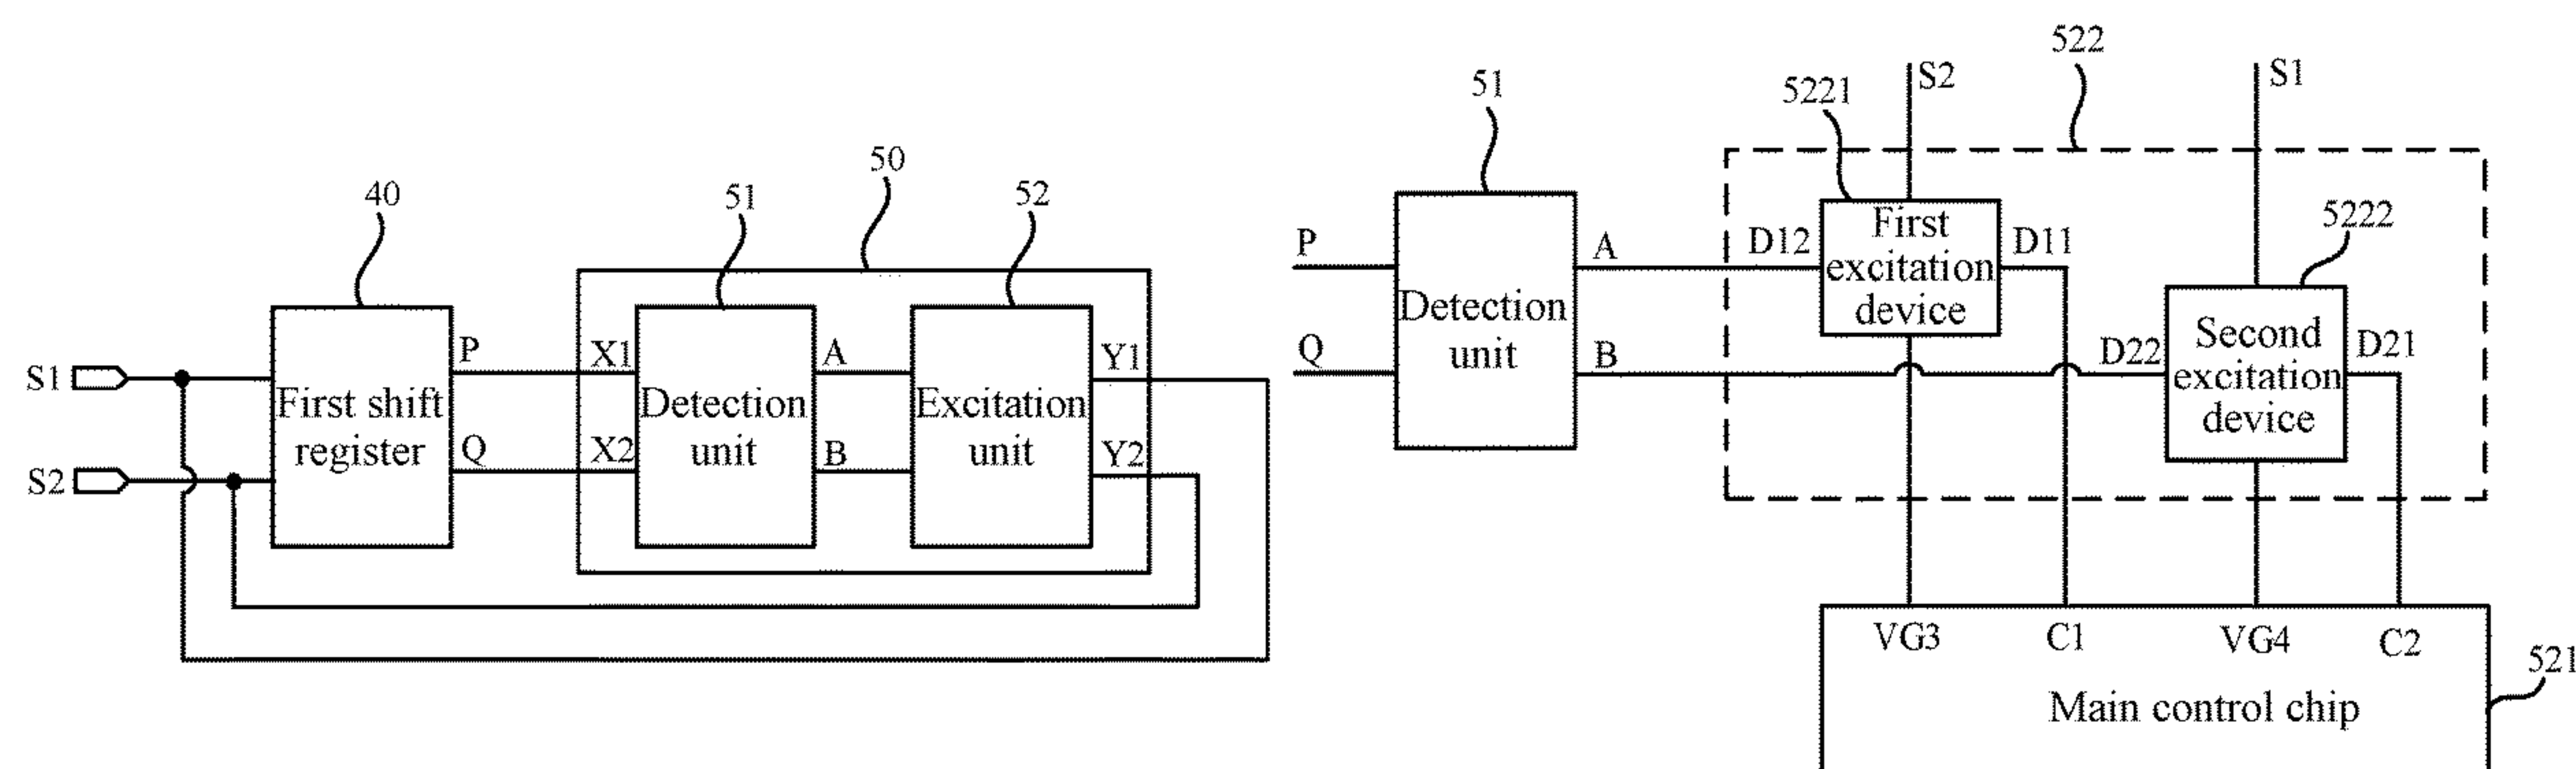 40
51
50
52
S1
S2
First shift
register
P
Q
X1
X2
Detection
unit
A
B
Excitation
unit
Y1
Y2
51
P
Q
Detection
unit
A
B
522
S2
S1
5221
5222
D12
First
excitation
device
D11
D22
Second
excitation
device
D21
VG3
C1
VG4
C2
Main control chip
521